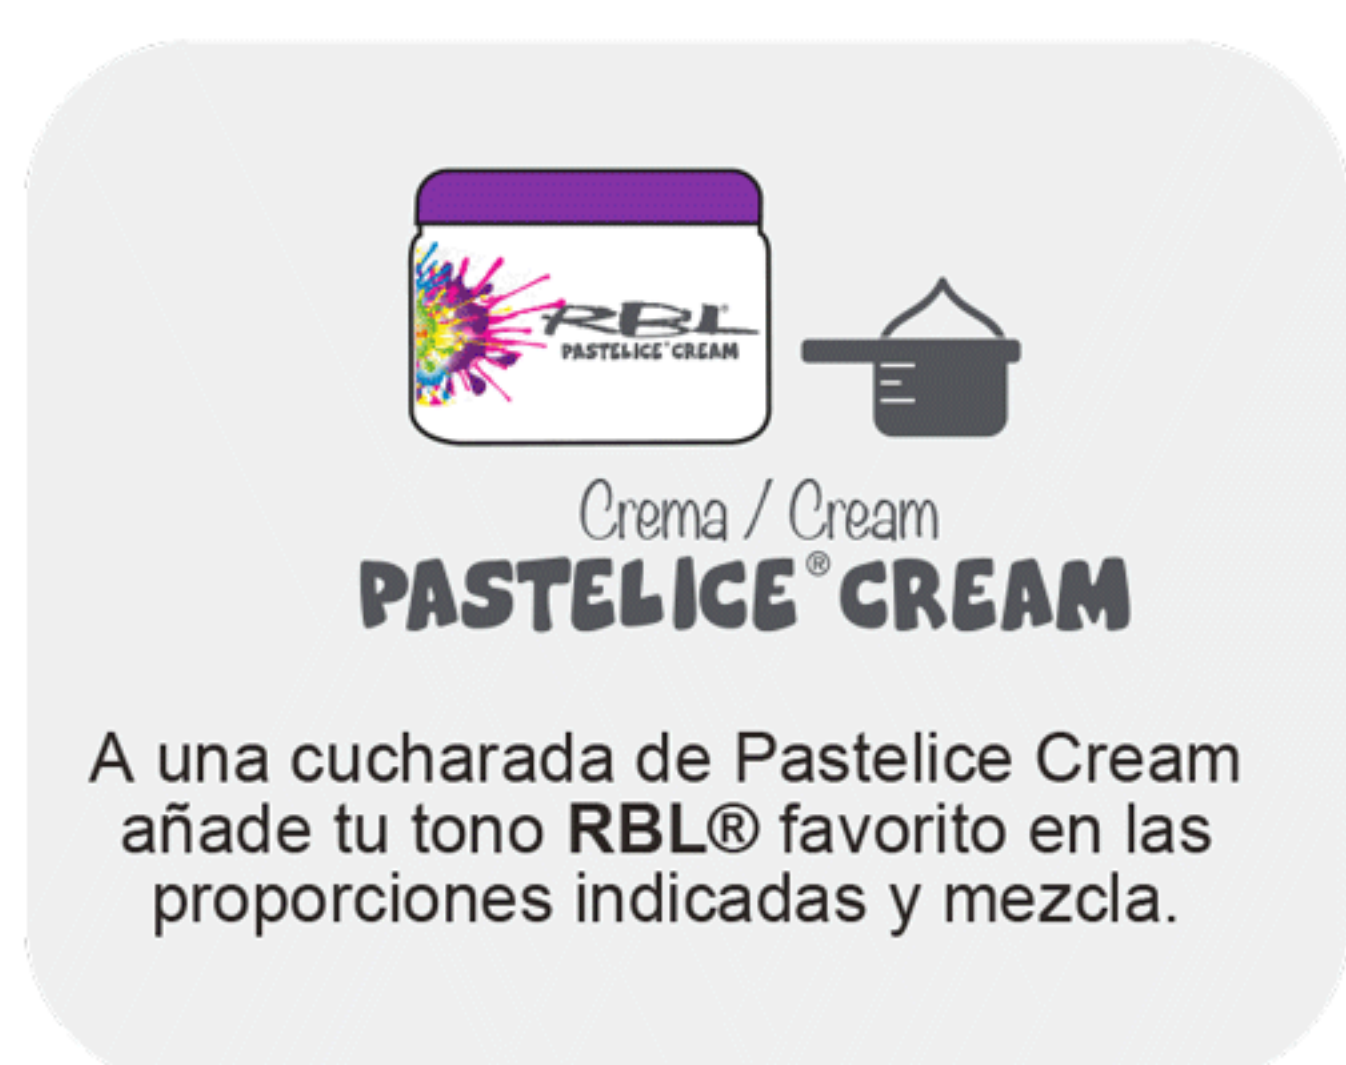 RBL
PASTELICE® CREAM
Crema / Cream
PASTELICE® CREAM
A una cucharada de Pastelice Cream
añade tu tono RBL® favorito en las
proporciones indicadas y mezcla.